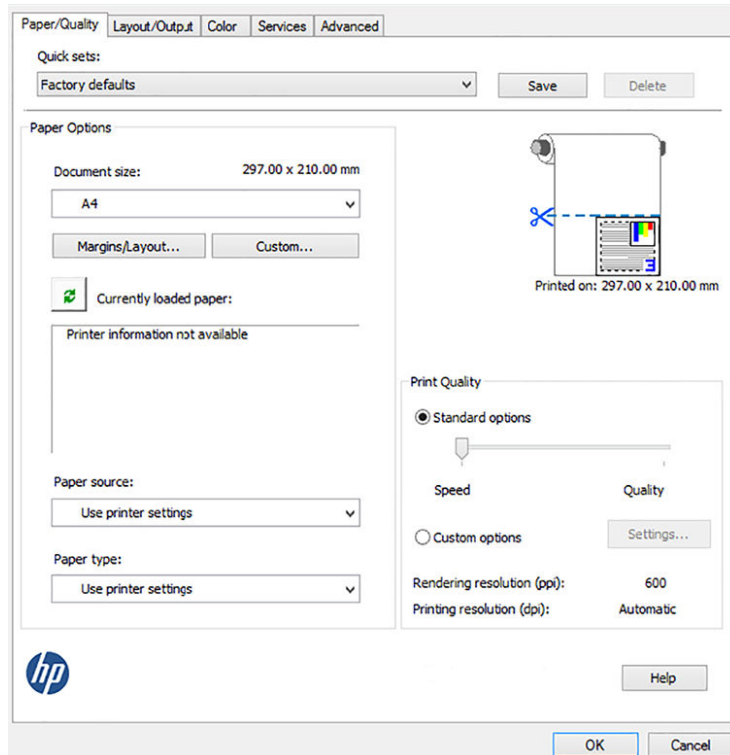 Paper/Quality Layout/Output Color Services Advanced
Quick sets:
Factory defaults Save Delete
Paper Options
Document size: 297.00 x 210.00 mm
A4
Margins/Layout... Custom...
Currently loaded paper:
Printer information not available
Paper source:
Use printer settings
Paper type:
Use printer settings
Printed on: 297.00 x 210.00 mm
Print Quality
Standard options
Speed Quality
Custom options Settings...
Rendering resolution (ppi): 600
Printing resolution (dpi): Automatic
hp
Help
OK Cancel